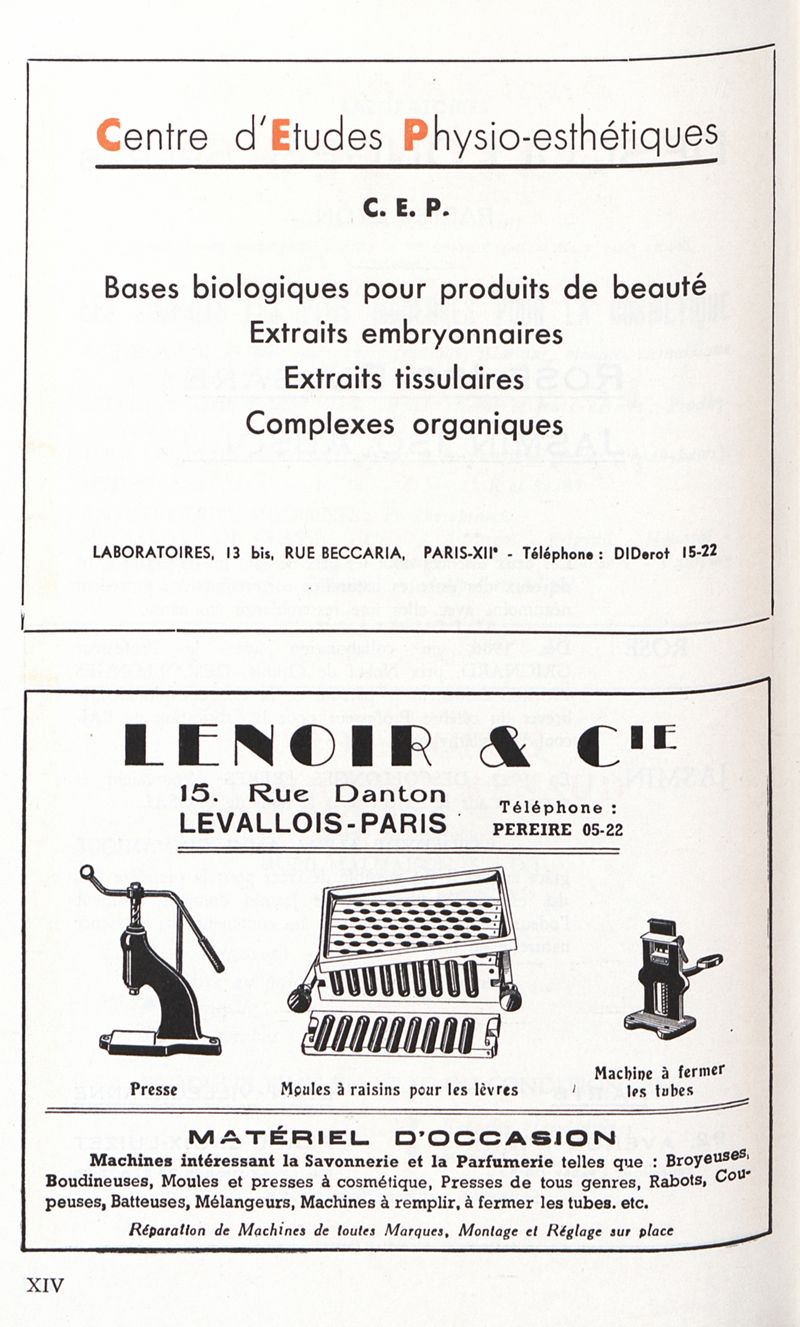 Centre d'Etudes Physio-esthétiques
C. E. P.
Bases biologiques pour produits de beauté
Extraits embryonnaires
Extraits tissulaires
Complexes organiques
LABORATOIRES, 13 bis, RUE BECCARIA, PARIS-XIIe - Téléphone : DIDerot 15-22
LENOIR & CIE
15. Rue Danton
LEVALLOIS-PARIS
Téléphone :
PEREIRE 05-22
Presse
Moules à raisins pour les lèvres
Machine à fermer
les tubes
MATÉRIEL D'OCCASION
Machines intéressant la Savonnerie et la Parfumerie telles que : Broyeuses,
Boudineuses, Moules et presses à cosmétique, Presses de tous genres, Rabots, Cou-
peuses, Batteuses, Mélangeurs, Machines à remplir, à fermer les tubes. etc.
Réparation de Machines de toutes Marques, Montage et Réglage sur place
XIV